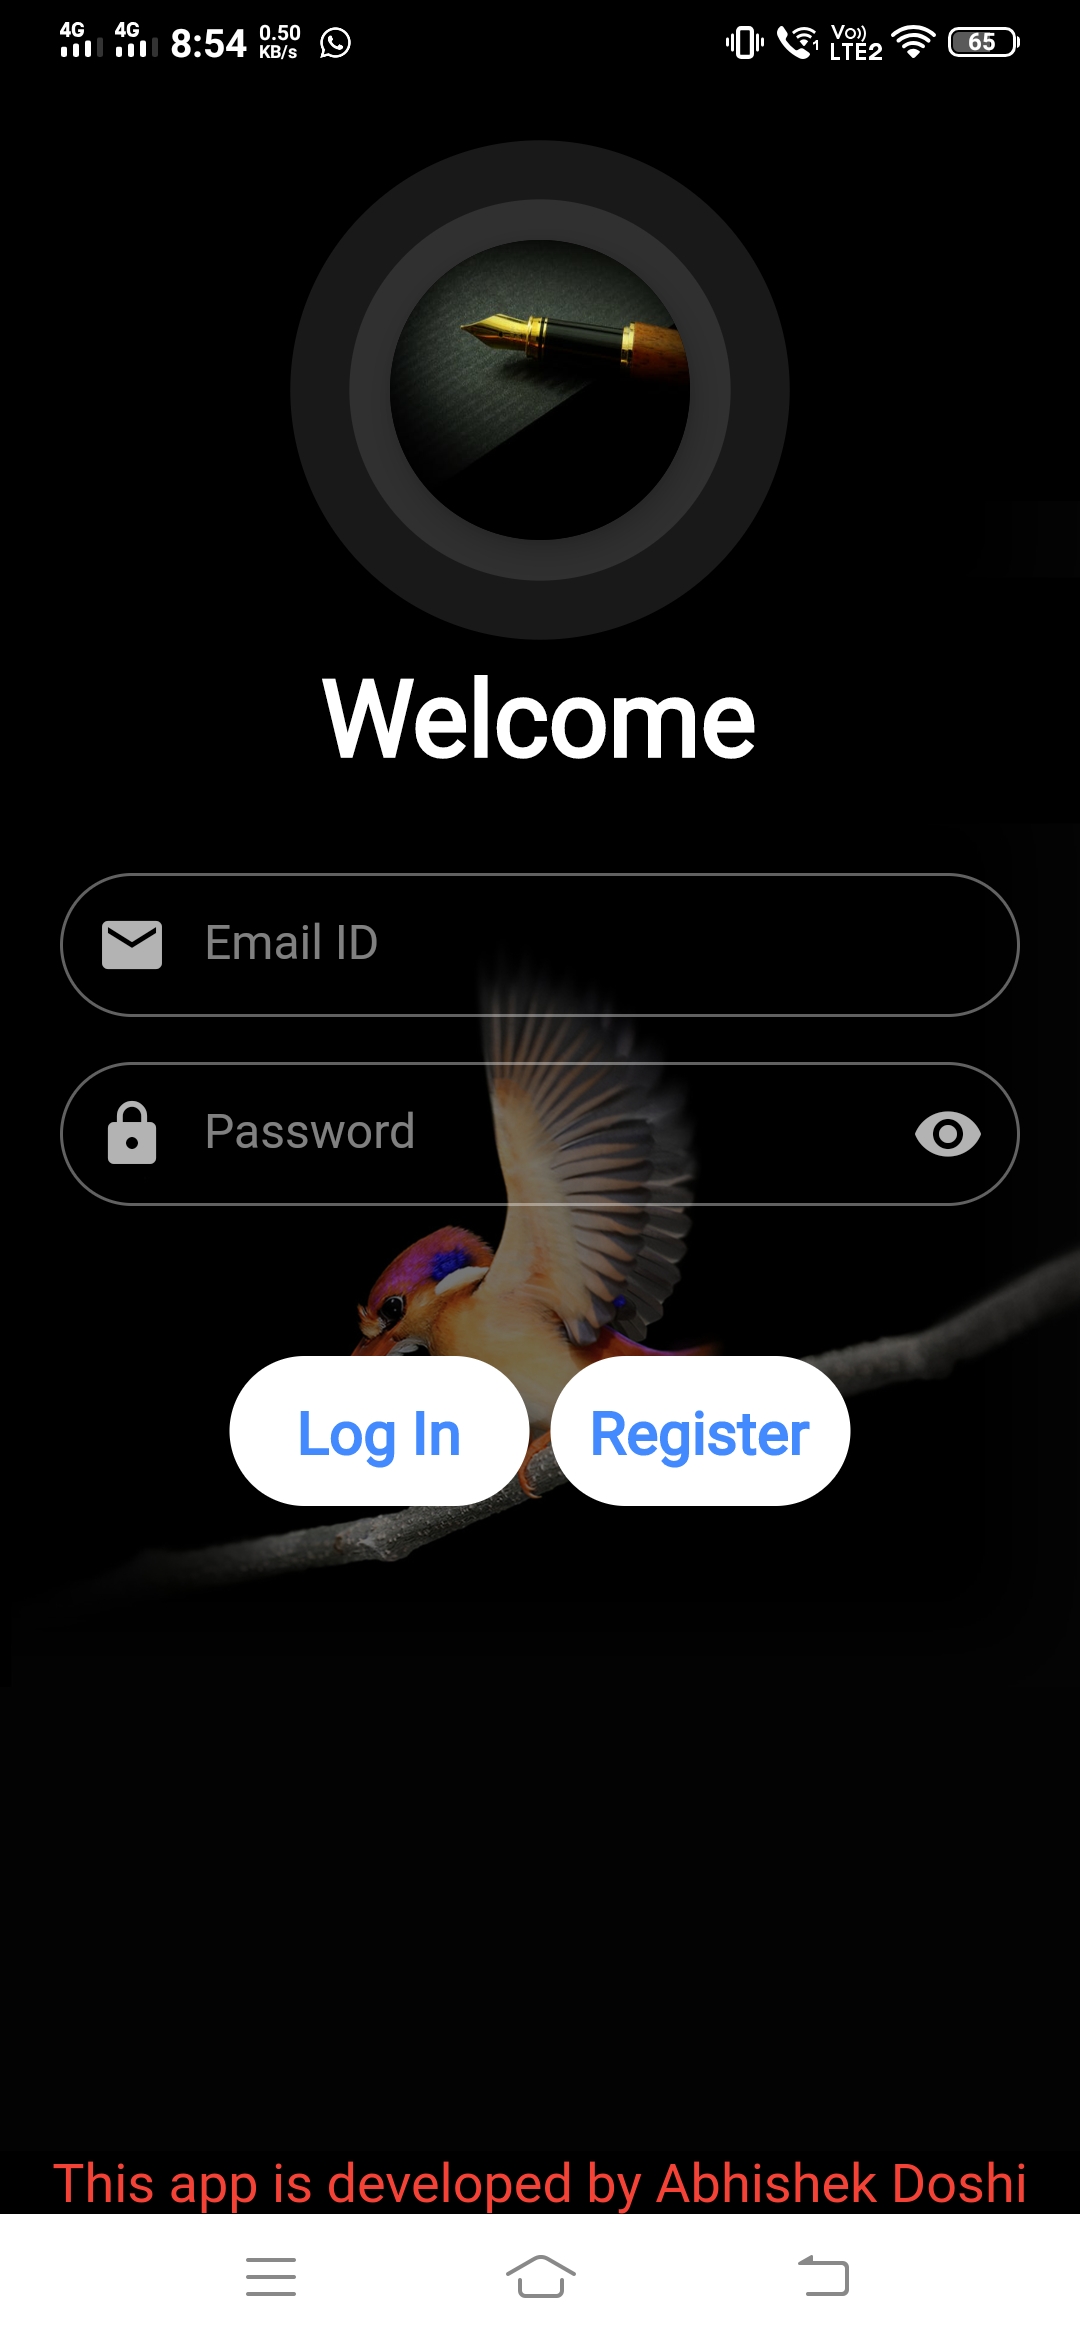 4G 4G 8:54 0.50 KB/s 1 Vo)) LTE2 65
Welcome
Email ID
Password
Log In Register
This app is developed by Abhishek Doshi